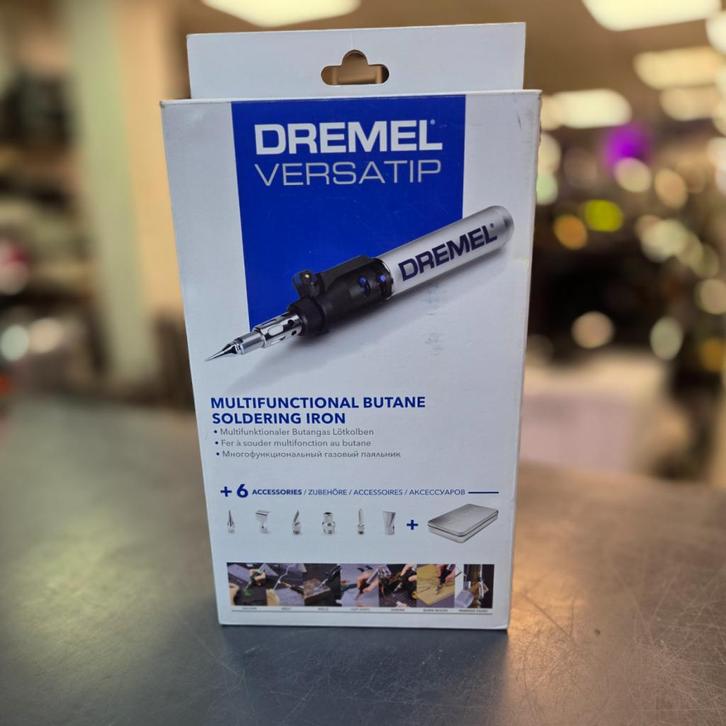 DREMEL®
VERSATIP
DREMEL®
MULTIFUNCTIONAL BUTANE
SOLDERING IRON
• Multifunktionaler Butangas Lötkolben
• Fer à souder multifonction au butane
• Многофункциональный газовый паяльник
+ 6 ACCESSORIES / ZUBEHÖRE / ACCESSOIRES / АКСЕССУАРОВ
+